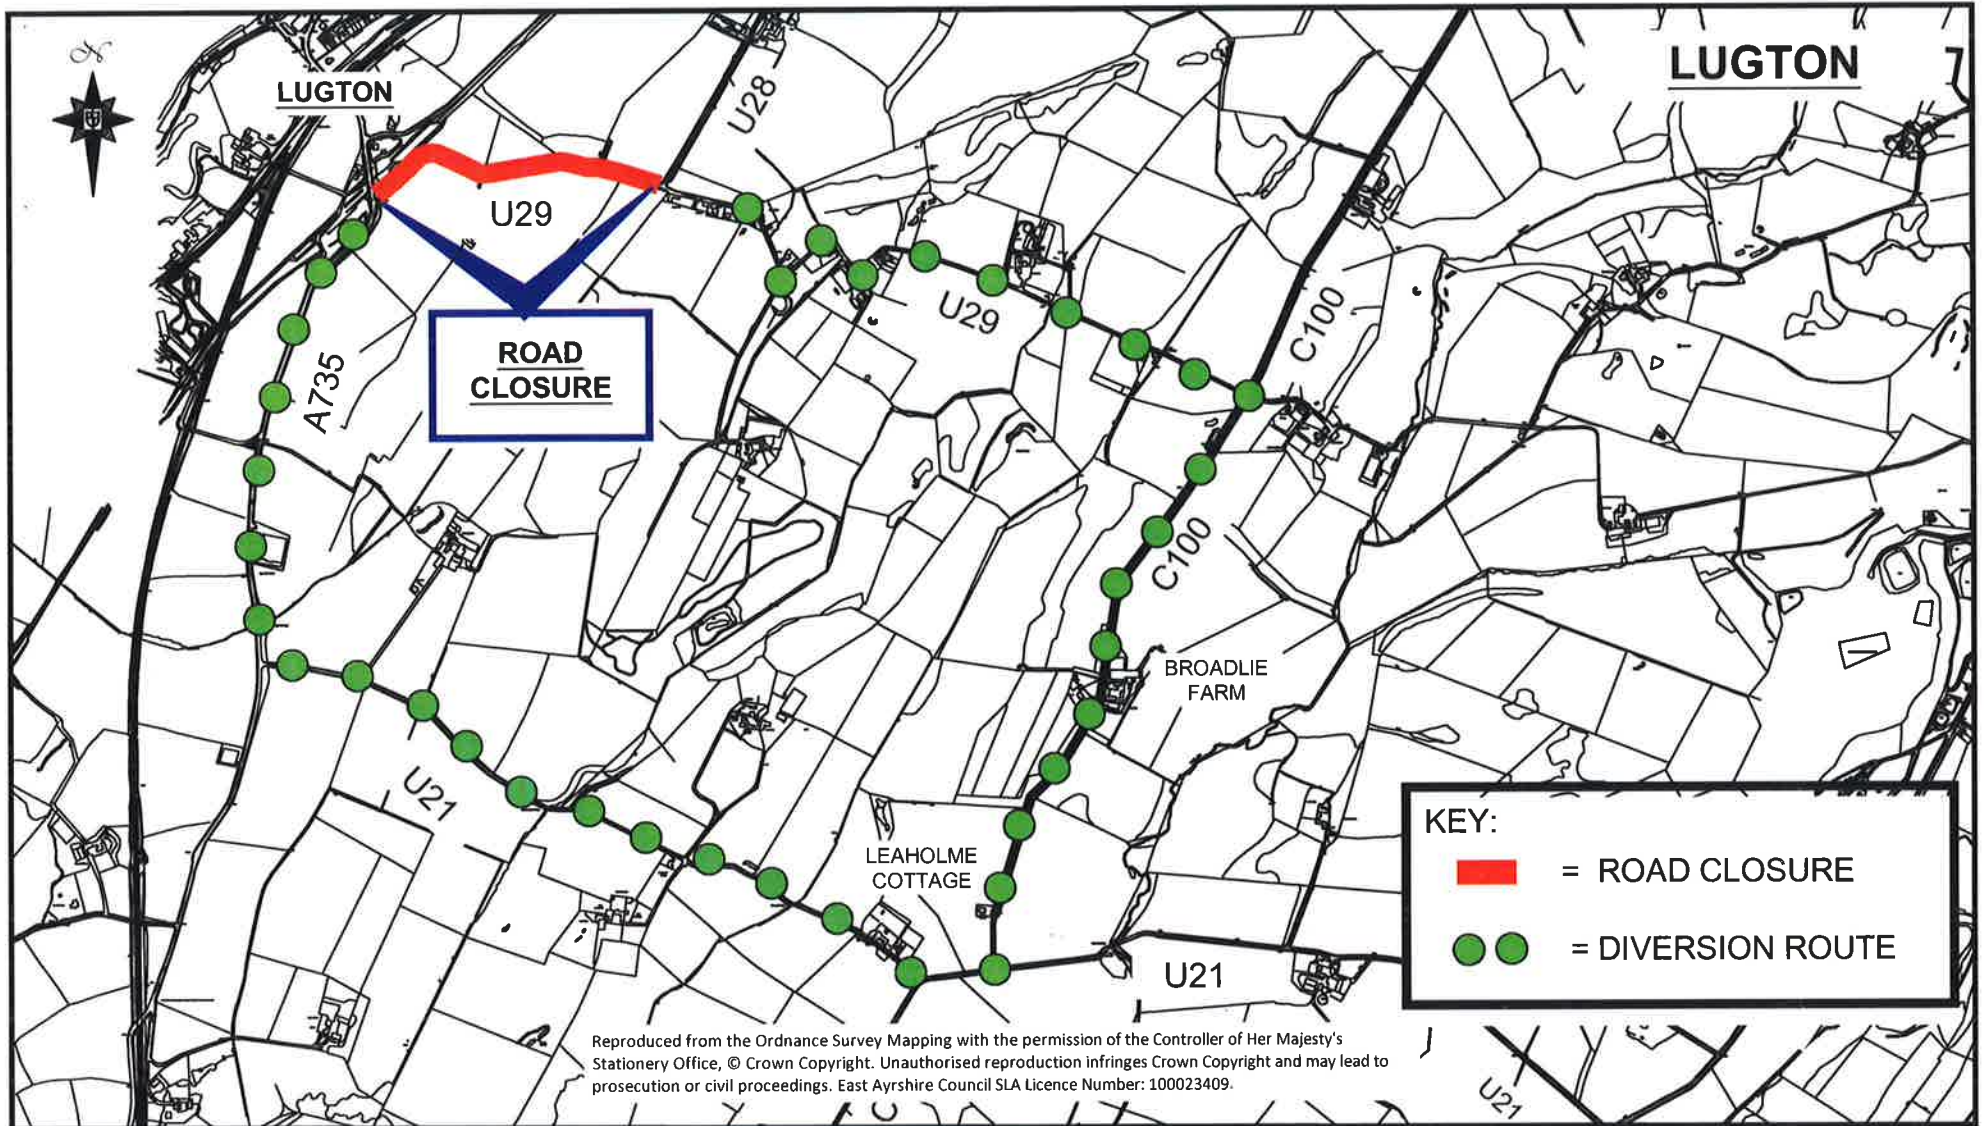 N
LUGTON
LUGTON
U28
U29
ROAD
CLOSURE
A735
U29
C100
C100
BROADLIE
FARM
U21
LEAHOLME
COTTAGE
U21
KEY:
= ROAD CLOSURE
= DIVERSION ROUTE
Reproduced from the Ordnance Survey Mapping with the permission of the Controller of Her Majesty's
Stationery Office, © Crown Copyright. Unauthorised reproduction infringes Crown Copyright and may lead to
prosecution or civil proceedings. East Ayrshire Council SLA Licence Number: 100023409.
U21